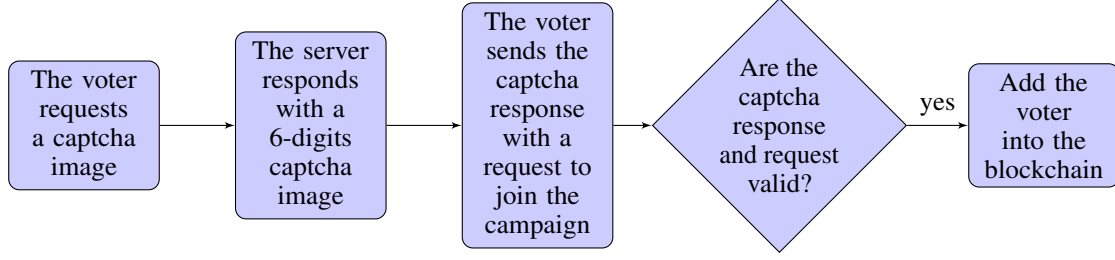 The voter
requests
a captcha
image
The server
responds
with a
6-digits
captcha
image
The voter
sends the
captcha
response
with a
request to
join the
campaign
Are the
captcha
response
and request
valid?
yes
Add the
voter
into the
blockchain